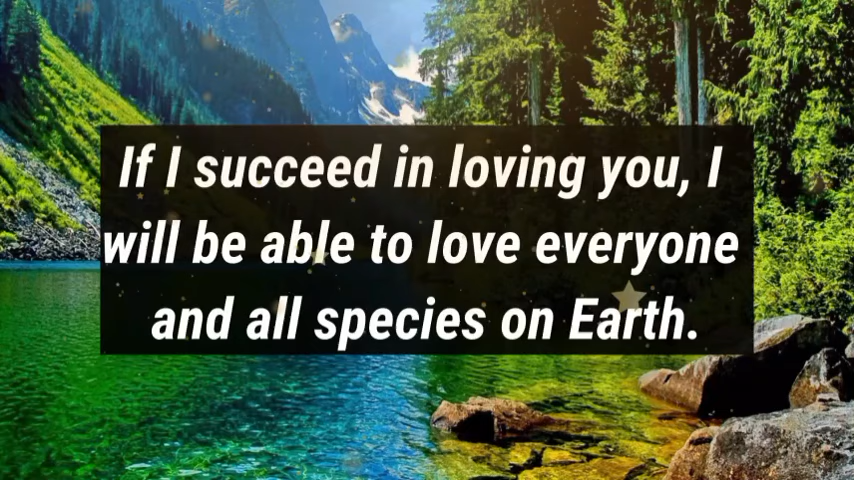 If I succeed in loving you, I
will be able to love everyone
and all species on Earth.